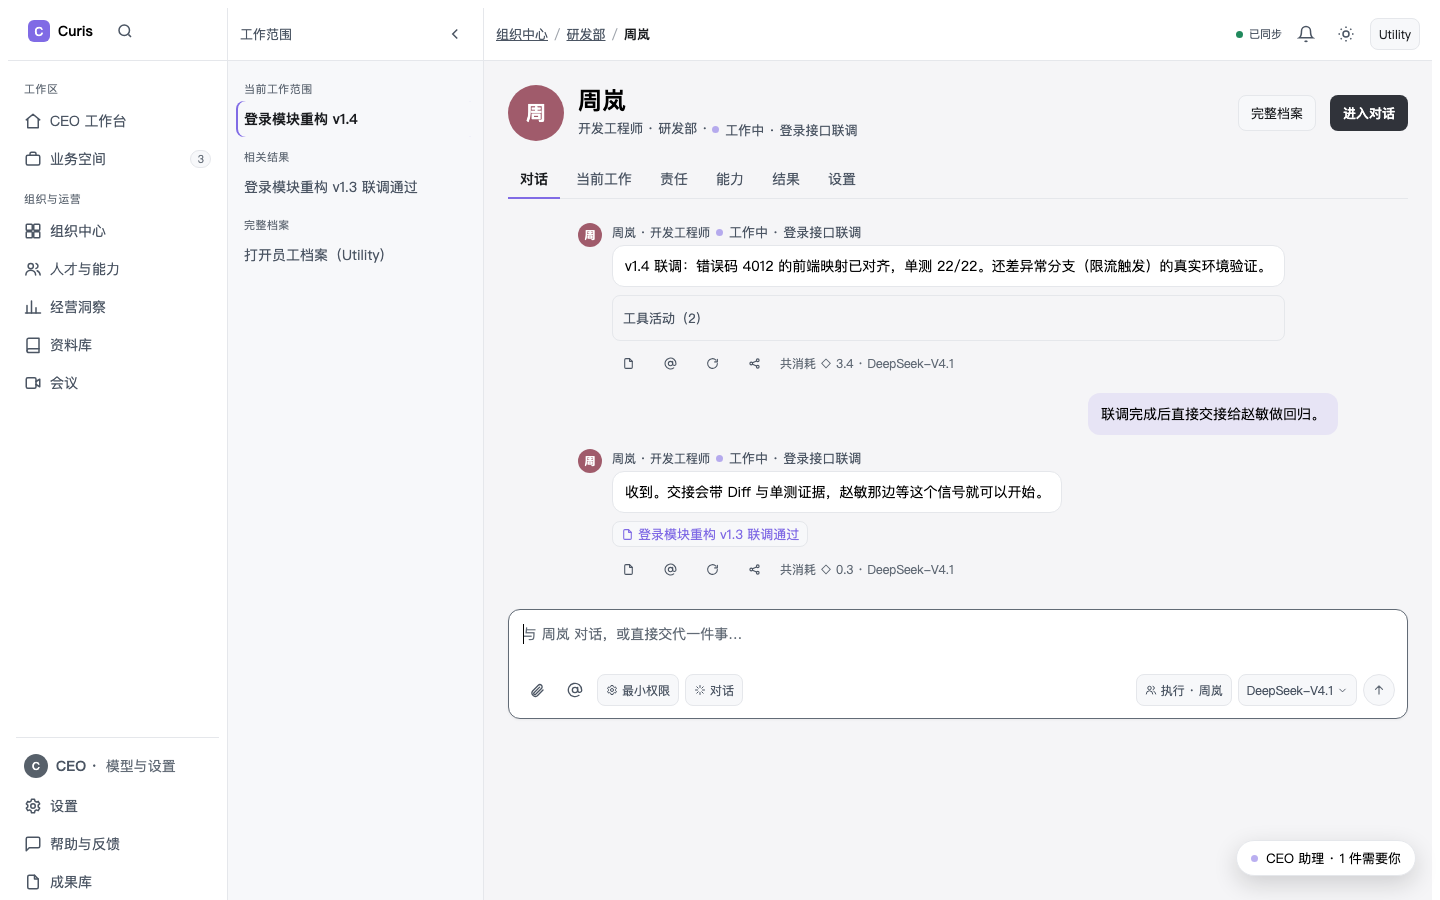 C Curis
工作区
CEO 工作台
业务空间 3
组织与运营
组织中心
人才与能力
经营洞察
资料库
会议
C CEO · 模型与设置
设置
帮助与反馈
成果库
工作范围
当前工作范围
登录模块重构 v1.4
相关结果
登录模块重构 v1.3 联调通过
完整档案
打开员工档案（Utility）
组织中心 / 研发部 / 周岚
已同步
Utility
周
周岚
开发工程师 · 研发部 · 工作中 · 登录接口联调
完整档案
进入对话
对话 当前工作 责任 能力 结果 设置
周 周岚 · 开发工程师 工作中 · 登录接口联调
v1.4 联调：错误码 4012 的前端映射已对齐，单测 22/22。还差异常分支（限流触发）的真实环境验证。
工具活动（2）
共消耗 ◇ 3.4 · DeepSeek-V4.1
联调完成后直接交接给赵敏做回归。
周 周岚 · 开发工程师 工作中 · 登录接口联调
收到。交接会带 Diff 与单测证据，赵敏那边等这个信号就可以开始。
登录模块重构 v1.3 联调通过
共消耗 ◇ 0.3 · DeepSeek-V4.1
与 周岚 对话，或直接交代一件事...
最小权限 对话 执行 · 周岚 DeepSeek-V4.1
CEO 助理 · 1 件需要你